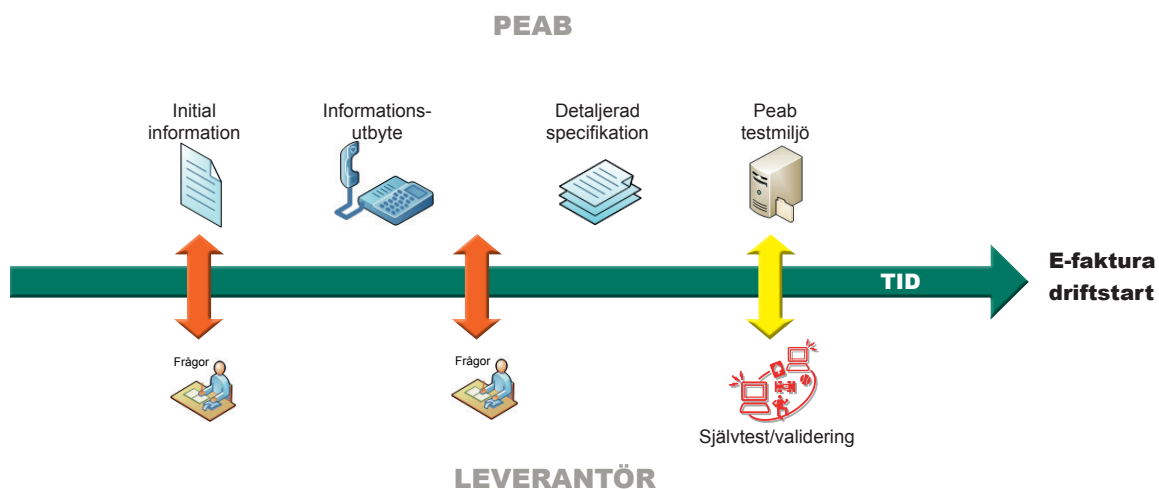 PEAB
Initial
information
Informations-
utbyte
Detaljerad
specifikation
Peab
testmiljö
TID
E-faktura
driftstart
Frågor
Frågor
Självtest/validering
LEVERANTÖR